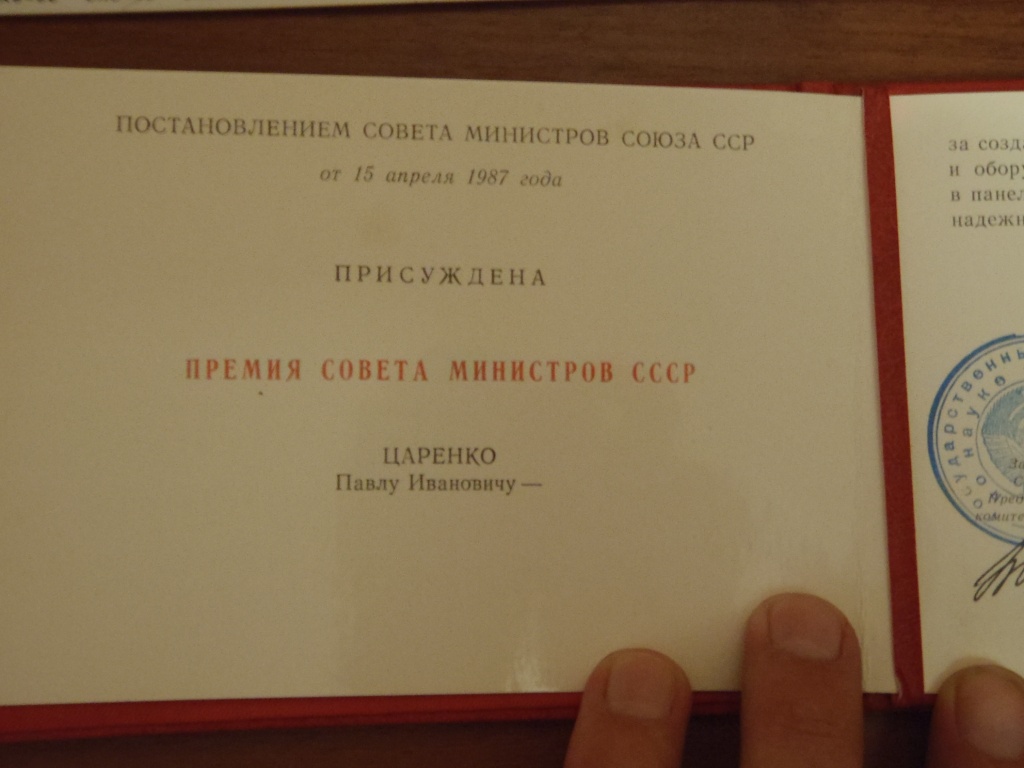 ПОСТАНОВЛЕНИЕМ СОВЕТА МИНИСТРОВ СОЮЗА ССР
от 15 апреля 1987 года
ПРИСУЖДЕНА
ПРЕМИЯ СОВЕТА МИНИСТРОВ СССР
ЦАРЕНКО
Павлу Ивановичу —
за созд
и обору
в панел
надежн
науке